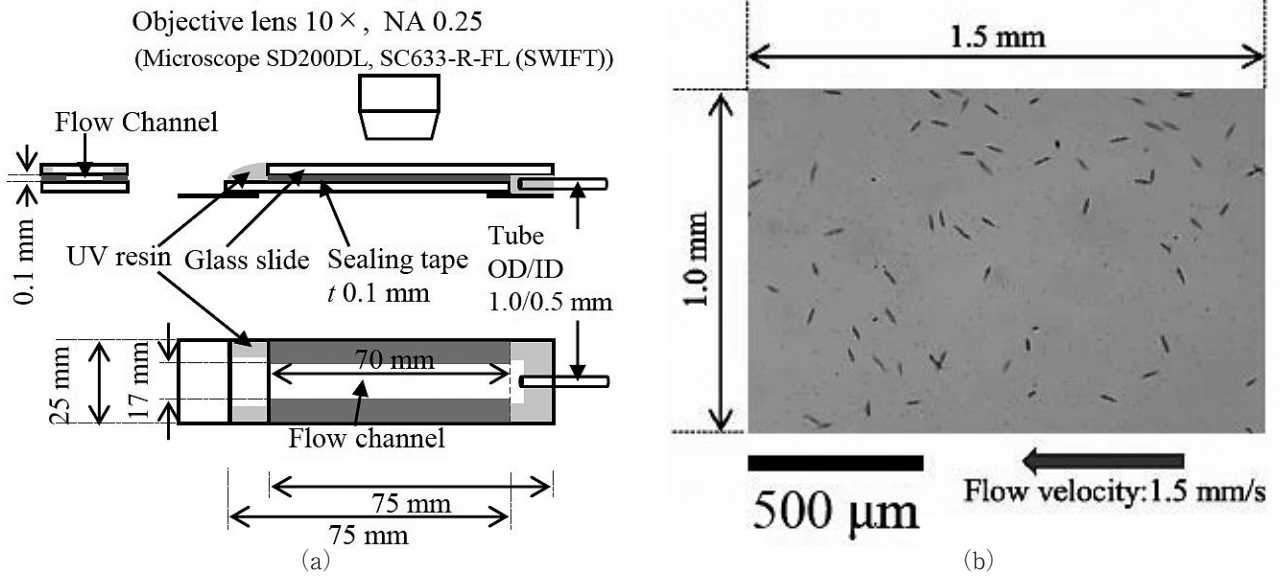 Objective lens 10×, NA 0.25
(Microscope SD200DL, SC633-R-FL (SWIFT))
Flow Channel
0.1 mm
UV resin
Glass slide
Sealing tape
t 0.1 mm
Tube
OD/ID
1.0/0.5 mm
25 mm
17 mm
70 mm
Flow channel
75 mm
75 mm
(a)
1.5 mm
1.0 mm
500 μm
Flow velocity:1.5 mm/s
(b)